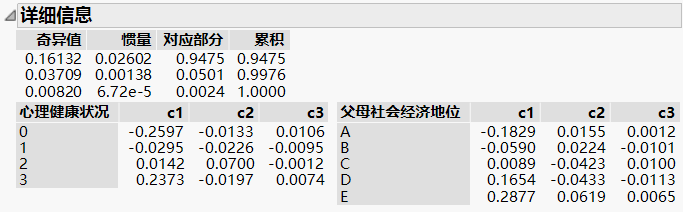 详细信息
奇异值 惯量 对应部分 累积
0.16132 0.02602 0.9475 0.9475
0.03709 0.00138 0.0501 0.9976
0.00820 6.72e-5 0.0024 1.0000
心理健康状况 c1 c2 c3
0 -0.2597 -0.0133 0.0106
1 -0.0295 -0.0226 -0.0095
2 0.0142 0.0700 -0.0012
3 0.2373 -0.0197 0.0074
父母社会经济地位 c1 c2 c3
A -0.1829 0.0155 0.0012
B -0.0590 0.0224 -0.0101
C 0.0089 -0.0423 0.0100
D 0.1654 -0.0433 -0.0113
E 0.2877 0.0619 0.0065